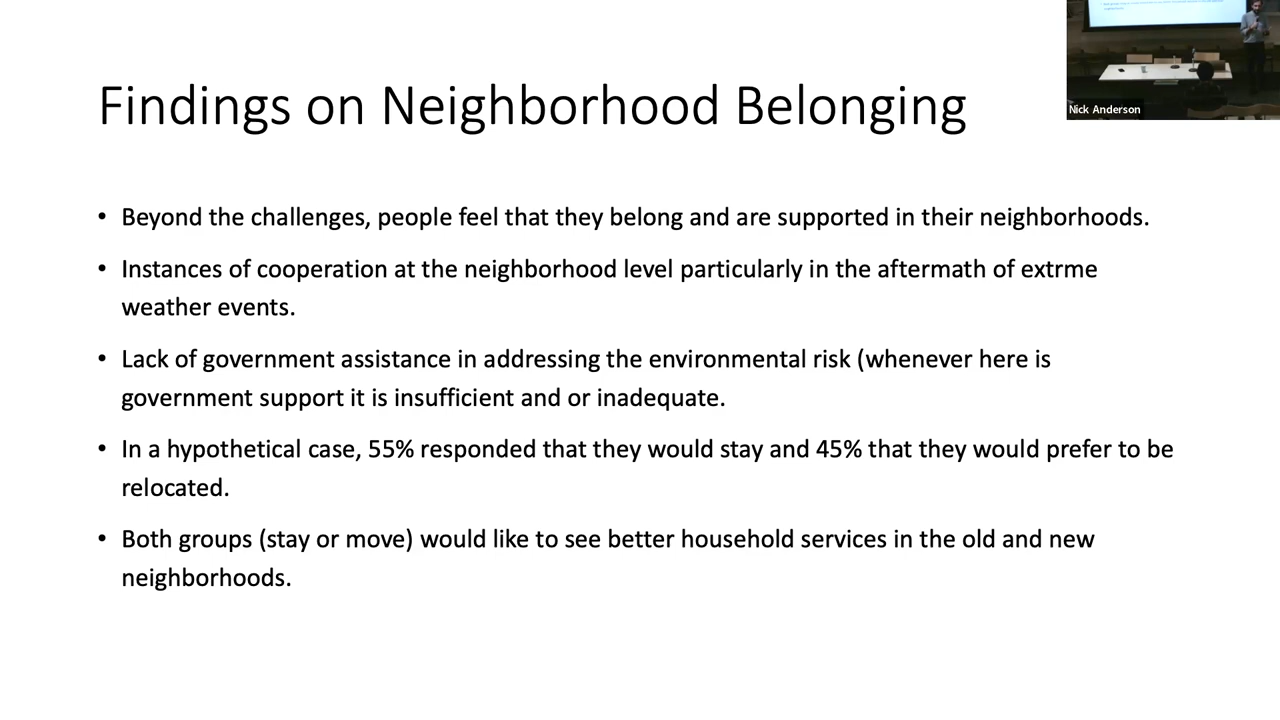 Findings on Neighborhood Belonging
Nick Anderson
• Beyond the challenges, people feel that they belong and are supported in their neighborhoods.
• Instances of cooperation at the neighborhood level particularly in the aftermath of extrme
weather events.
• Lack of government assistance in addressing the environmental risk (whenever here is
government support it is insufficient and or inadequate.
• In a hypothetical case, 55% responded that they would stay and 45% that they would prefer to be
relocated.
• Both groups (stay or move) would like to see better household services in the old and new
neighborhoods.